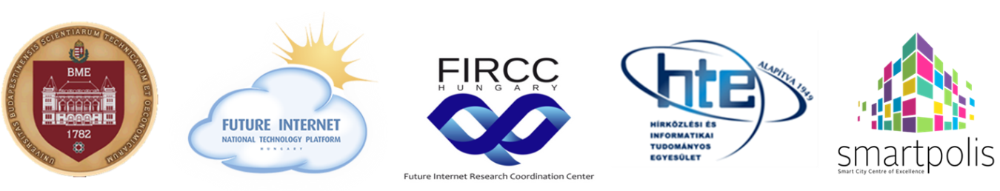 UNIVERSITAS BUDAPESTINENSIS SCIENTIARUM TECHNICARUM ET OECONOMICARUM
BME
1782
FUTURE INTERNET
NATIONAL TECHNOLOGY PLATFORM
HUNGARY
FIRCC
HUNGARY
Future Internet Research Coordination Center
hte
ALAPÍTVA 1949
HÍRKÖZLÉSI ÉS
INFORMATIKAI
TUDOMÁNYOS
EGYESÜLET
smartpolis
Smart City Centre of Excellence